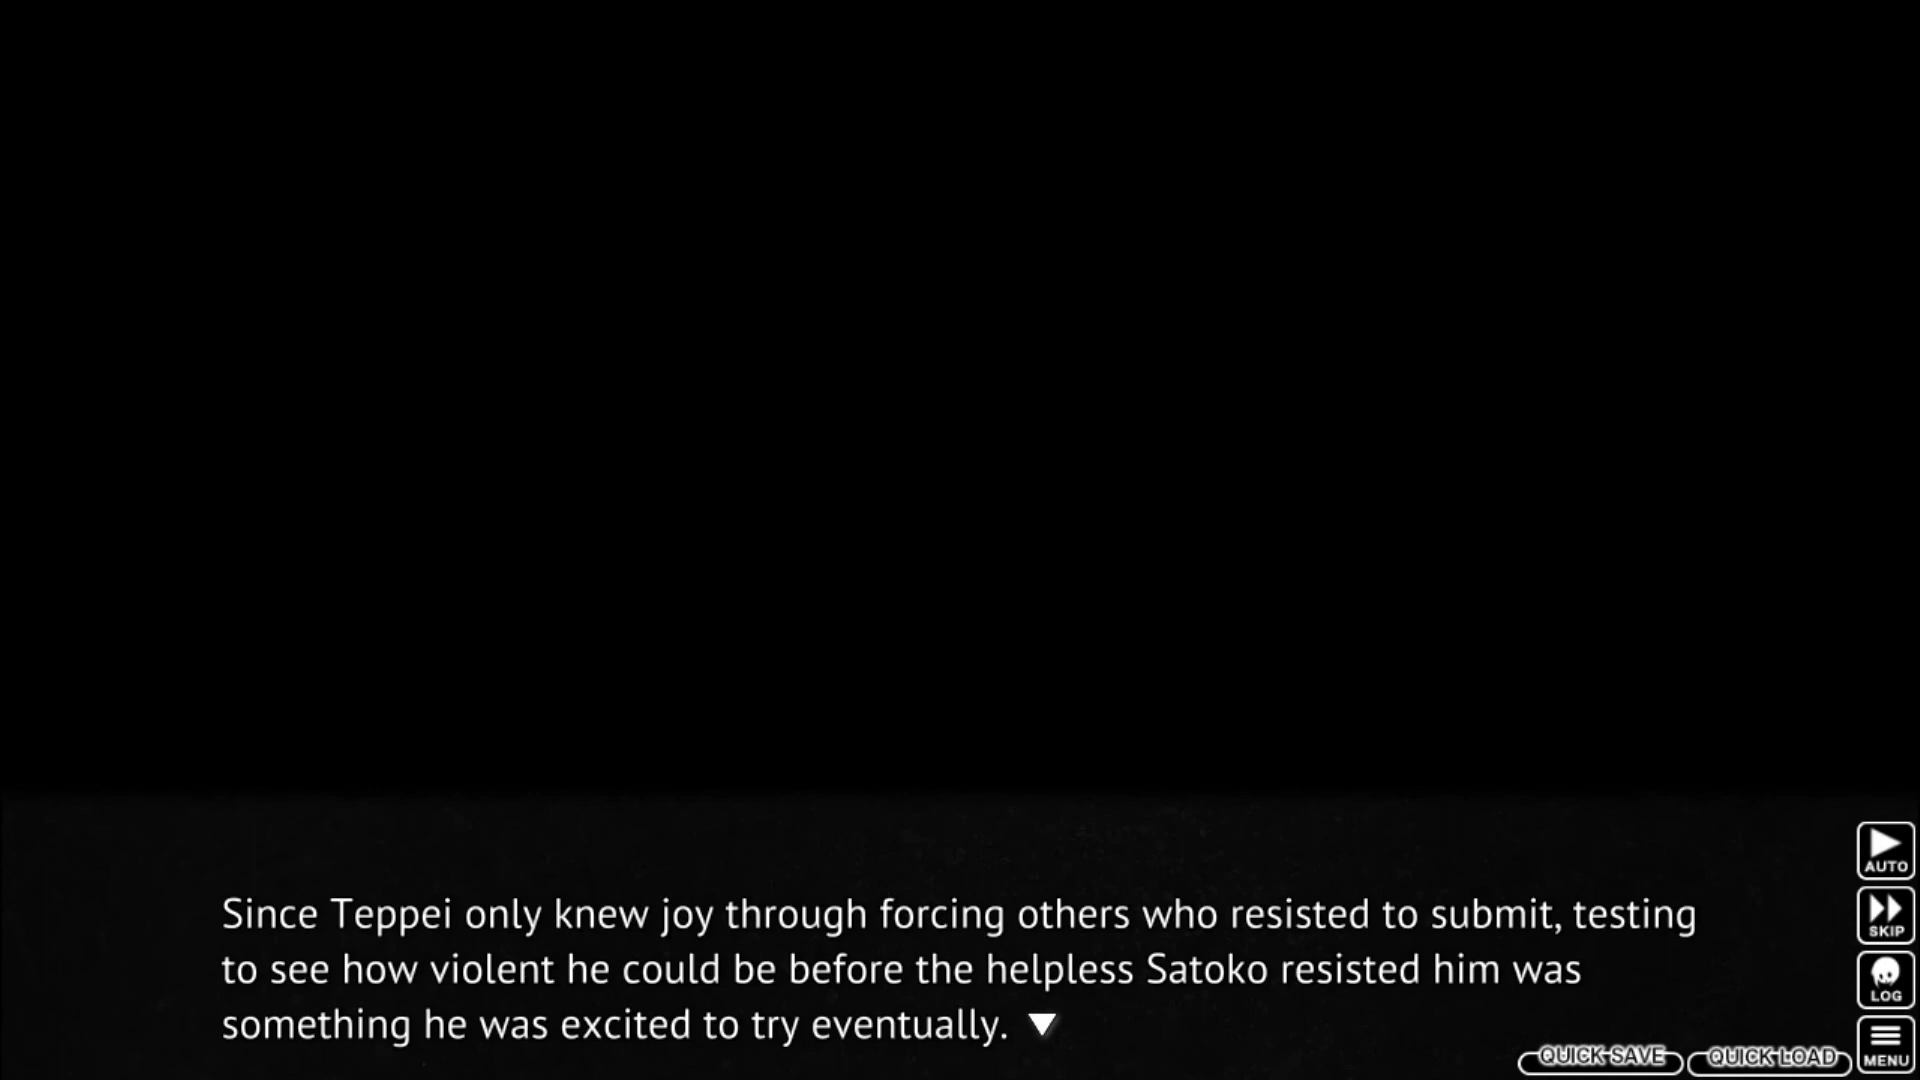 Since Teppei only knew joy through forcing others who resisted to submit, testing
to see how violent he could be before the helpless Satoko resisted him was
something he was excited to try eventually.
AUTO
SKIP
LOG
MENU
QUICK SAVE
QUICK LOAD